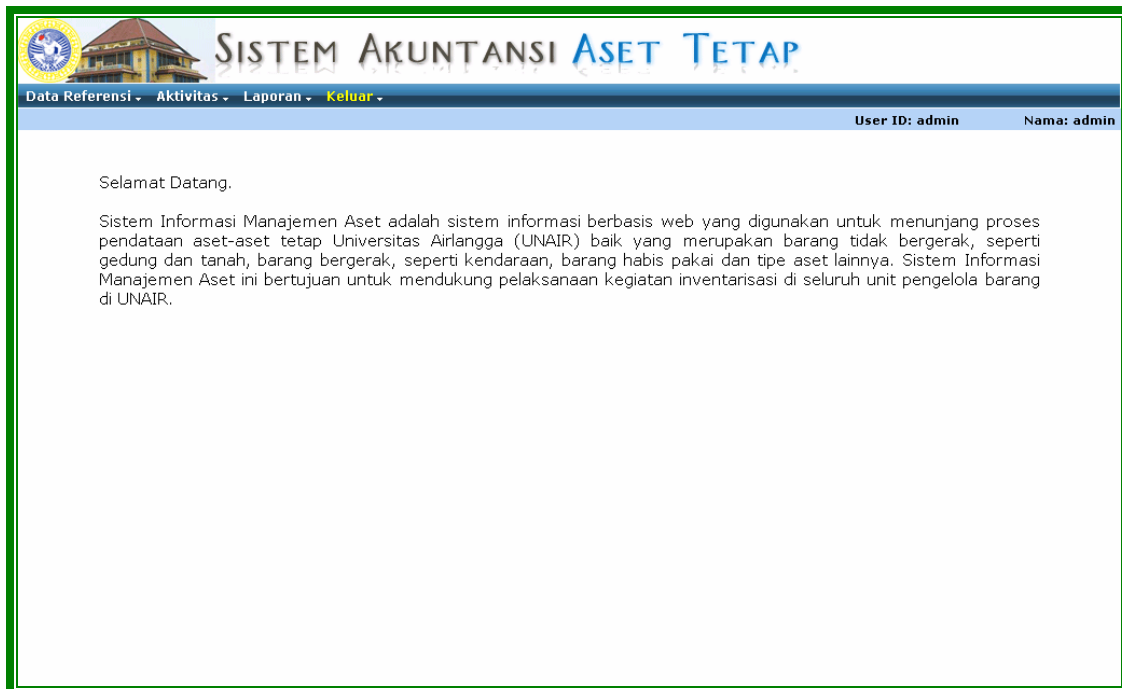 SISTEM AKUNTANSI ASET TETAP
Data Referensi Aktivitas Laporan Keluar
User ID: admin Nama: admin
Selamat Datang.
Sistem Informasi Manajemen Aset adalah sistem informasi berbasis web yang digunakan untuk menunjang proses
pendataan aset-aset tetap Universitas Airlangga (UNAIR) baik yang merupakan barang tidak bergerak, seperti
gedung dan tanah, barang bergerak, seperti kendaraan, barang habis pakai dan tipe aset lainnya. Sistem Informasi
Manajemen Aset ini bertujuan untuk mendukung pelaksanaan kegiatan inventarisasi di seluruh unit pengelola barang
di UNAIR.